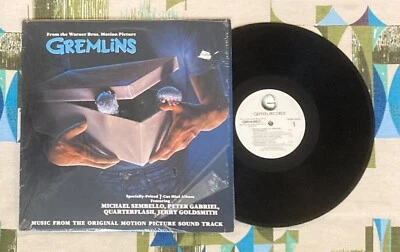 From the Warner Bros. Motion Picture
GREMLiNS
Specially-Priced 7-Cut Mini Album
Featuring
MICHAEL SEMBELLO, PETER GABRIEL,
QUARTERFLASH, JERRY GOLDSMITH
MUSIC FROM THE ORIGINAL MOTION PICTURE SOUND TRACK
G
GEFFEN RECORDS